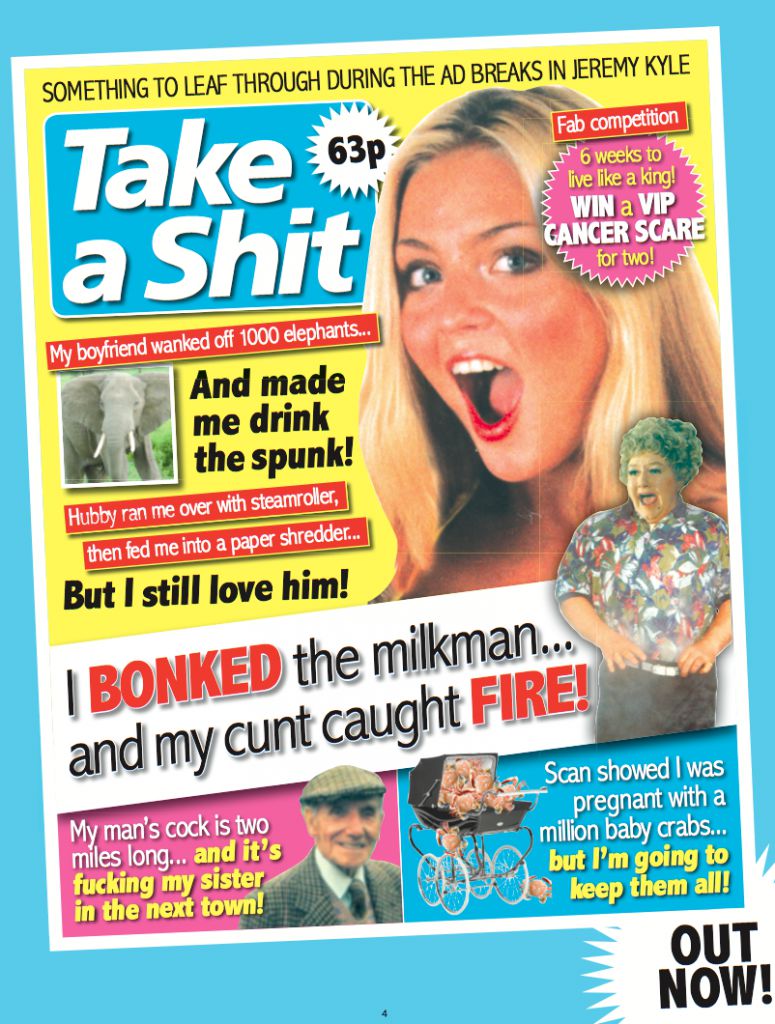 SOMETHING TO LEAF THROUGH DURING THE AD BREAKS IN JEREMY KYLE
Take
a Shit
63p
Fab competition
6 weeks to
live like a king!
WIN a VIP
CANCER SCARE
for two!
My boyfriend wanked off 1000 elephants...
And made
me drink
the spunk!
Hubby ran me over with steamroller,
then fed me into a paper shredder...
But I still love him!
I BONKED the milkman...
and my cunt caught FIRE!
My man's cock is two
miles long... and it's
fucking my sister
in the next town!
Scan showed I was
pregnant with a
million baby crabs...
but I'm going to
keep them all!
OUT
NOW!
4